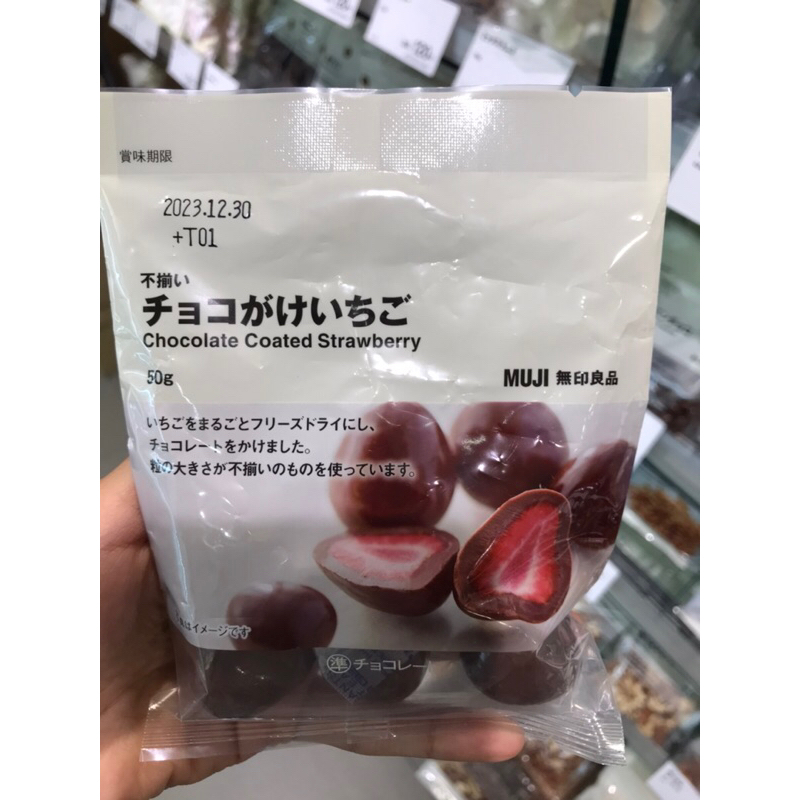 賞味期限
2023.12.30
+T01
不揃い
チョコがけいちご
Chocolate Coated Strawberry
50g
MUJI 無印良品
いちごをまるごとフリーズドライにし、
チョコレートをかけました。
粒の大きさが不揃いのものを使っています。
はイメージです
準 チョコレー